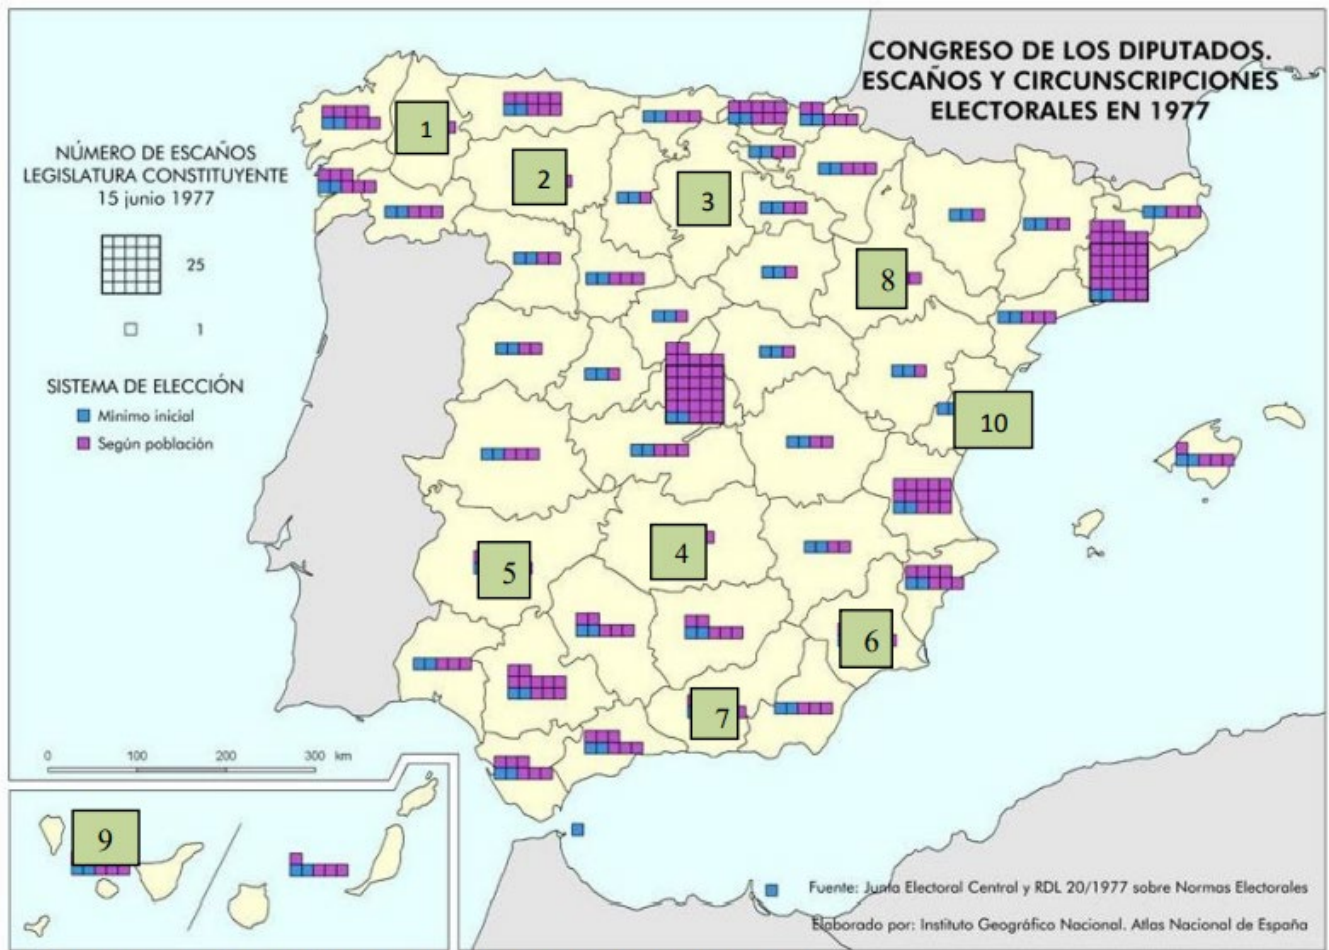 CONGRESO DE LOS DIPUTADOS.
ESCAÑOS Y CIRCUNSCRIPCIONES
ELECTORALES EN 1977
NÚMERO DE ESCAÑOS
LEGISLATURA CONSTITUYENTE
15 junio 1977
25
1
SISTEMA DE ELECCIÓN
Mínimo inicial
Según población
1
2
3
8
10
4
5
6
7
9
0 100 200 300 km
Fuente: Junta Electoral Central y RDL 20/1977 sobre Normas Electorales
Elaborado por: Instituto Geográfico Nacional. Atlas Nacional de España